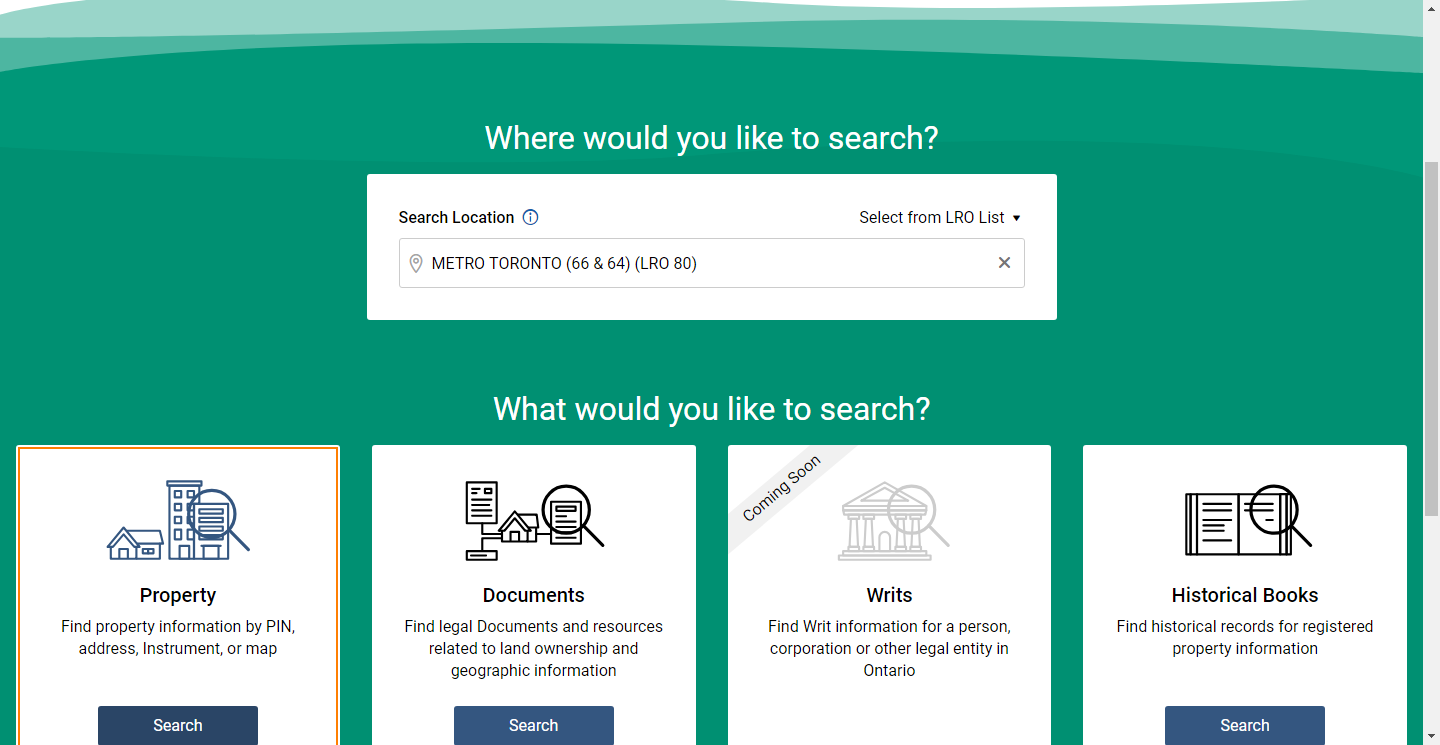 Where would you like to search?
Search Location
Select from LRO List
METRO TORONTO (66 & 64) (LRO 80)
What would you like to search?
Property
Find property information by PIN,
address, Instrument, or map
Search
Documents
Find legal Documents and resources
related to land ownership and
geographic information
Search
Coming Soon
Writs
Find Writ information for a person,
corporation or other legal entity in
Ontario
Historical Books
Find historical records for registered
property information
Search